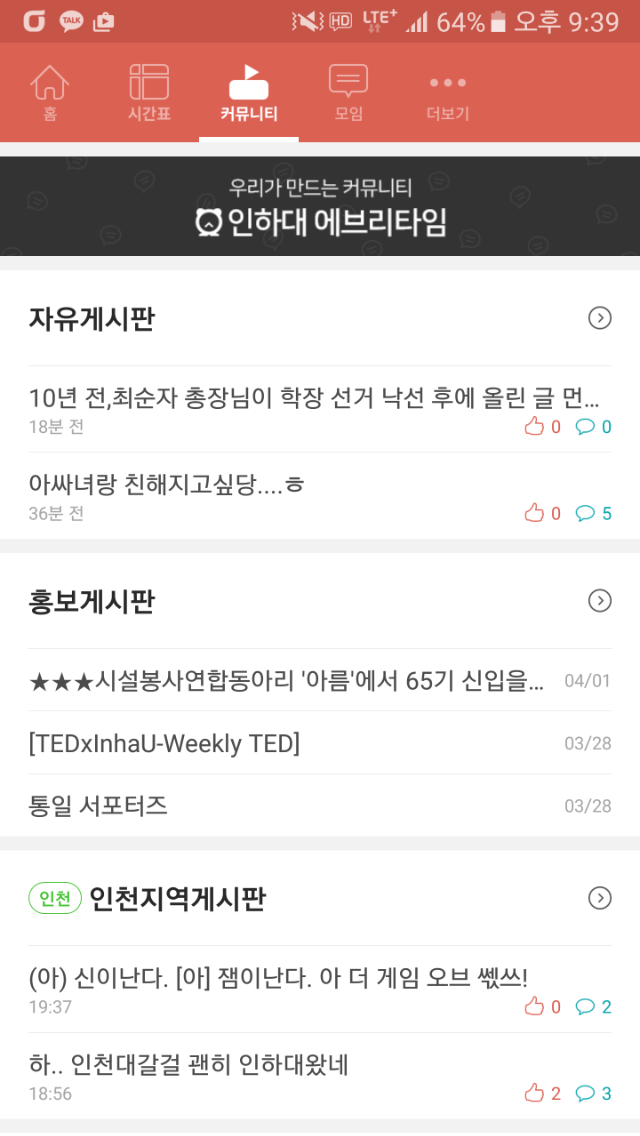 TALK
HD LTE+ 64% 오후 9:39
홈 시간표 커뮤니티 모임 더보기
우리가 만드는 커뮤니티
인하대 에브리타임
자유게시판
10년 전,최순자 총장님이 학장 선거 낙선 후에 올린 글 먼...
18분 전 0 0
아싸녀랑 친해지고싶당....ㅎ
36분 전 0 5
홍보게시판
★★★시설봉사연합동아리 '아름'에서 65기 신입을... 04/01
[TEDxInhaU-Weekly TED] 03/28
통일 서포터즈 03/28
인천 인천지역게시판
(아) 신이난다. [아] 잼이난다. 아 더 게임 오브 쎿쓰!
19:37 0 2
하.. 인천대갈걸 괜히 인하대왔네
18:56 2 3